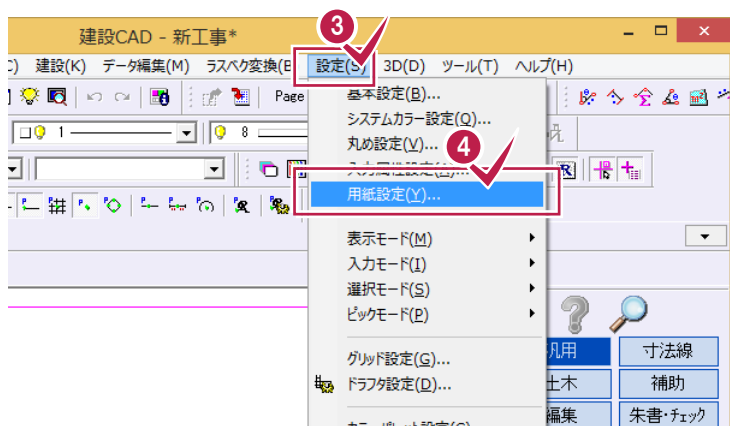 3
建設CAD - 新工事*
建設(K) データ編集(M) ラスベク変換(E 設定(S) 3D(D) ツール(T) ヘルプ(H)
Page
基本設定(B)...
1 8
システムカラー設定(Q)...
丸め設定(V)...
4
用紙設定(Y)...
表示モード(M)
入力モード(I)
選択モード(S)
ピックモード(P)
グリッド設定(G)...
ドラフタ設定(D)...
汎用 寸法線
土木 補助
編集 朱書・チェック